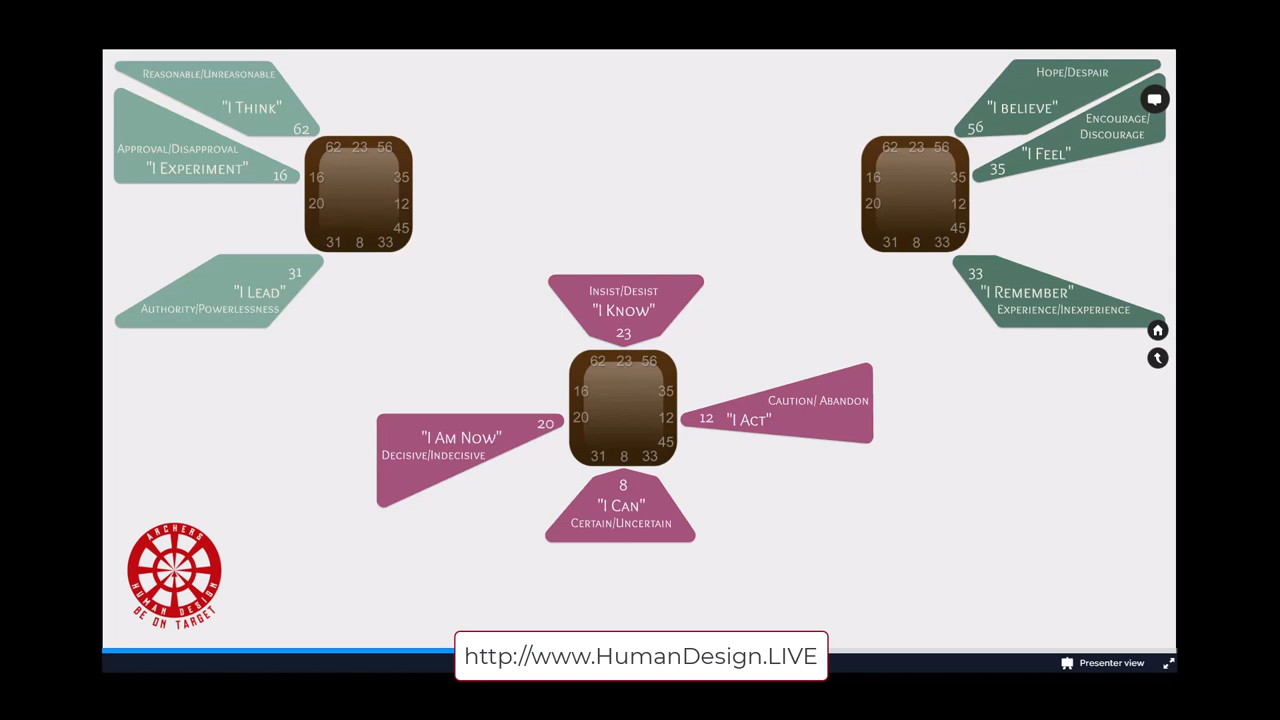 Reasonable/Unreasonable
"I Think"
62
Approval/Disapproval
"I Experiment"
16
31
"I Lead"
Authority/Powerlessness
62 23 56
16 35
20 12
45
31 8 33
Hope/Despair
"I believe"
56
Encourage/
Discourage
"I Feel"
35
33
"I Remember"
Experience/Inexperience
62 23 56
16 35
20 12
45
31 8 33
Insist/Desist
"I Know"
23
20
"I Am Now"
Decisive/Indecisive
62 23 56
16 35
20 12
45
31 8 33
Caution/ Abandon
12 "I Act"
8
"I Can"
Certain/Uncertain
ARCHERS
HUMAN DESIGN
BE ON TARGET
http://www.HumanDesign.LIVE
Presenter view